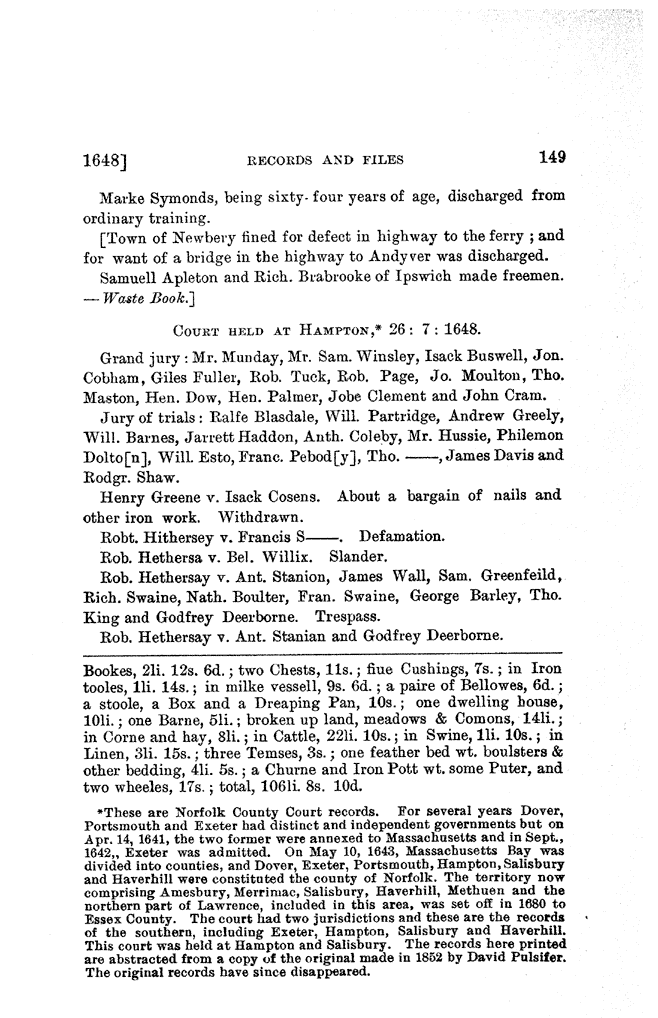 1648] RECORDS AND FILES 149
Marke Symonds, being sixty-four years of age, discharged from
ordinary training.
[Town of Newbery fined for defect in highway to the ferry ; and
for want of a bridge in the highway to Andyver was discharged.
Samuell Apleton and Rich. Brabrooke of Ipswich made freemen.
— Waste Book.]
COURT HELD AT HAMPTON,* 26 : 7 : 1648.
Grand jury : Mr. Munday, Mr. Sam. Winsley, Isack Buswell, Jon.
Cobham, Giles Fuller, Rob. Tuck, Rob. Page, Jo. Moulton, Tho.
Maston, Hen. Dow, Hen. Palmer, Jobe Clement and John Cram.
Jury of trials : Ralfe Blasdale, Will. Partridge, Andrew Greely,
Will. Barnes, Jarrett Haddon, Anth. Coleby, Mr. Hussie, Philemon
Dolto[n], Will. Esto, Franc. Pebod[y], Tho. ——, James Davis and
Rodgr. Shaw.
Henry Greene v. Isack Cosens. About a bargain of nails and
other iron work. Withdrawn.
Robt. Hithersey v. Francis S——. Defamation.
Rob. Hethersa v. Bel. Willix. Slander.
Rob. Hethersay v. Ant. Stanion, James Wall, Sam. Greenfeild,
Rich. Swaine, Nath. Boulter, Fran. Swaine, George Barley, Tho.
King and Godfrey Deerborne. Trespass.
Rob. Hethersay v. Ant. Stanian and Godfrey Deerborne.
Bookes, 2li. 12s. 6d. ; two Chests, 11s. ; fiue Cushings, 7s. ; in Iron
tooles, 1li. 14s. ; in milke vessell, 9s. 6d. ; a paire of Bellowes, 6d. ;
a stoole, a Box and a Dreaping Pan, 10s. ; one dwelling house,
10li. ; one Barne, 5li. ; broken up land, meadows & Comons, 14li. ;
in Corne and hay, 8li. ; in Cattle, 22li. 10s. ; in Swine, 1li. 10s. ; in
Linen, 3li. 15s. ; three Temses, 3s. ; one feather bed wt. boulsters &
other bedding, 4li. 5s. ; a Churne and Iron Pott wt. some Puter, and
two wheeles, 17s. ; total, 106li. 8s. 10d.
*These are Norfolk County Court records. For several years Dover,
Portsmouth and Exeter had distinct and independent governments but on
Apr. 14, 1641, the two former were annexed to Massachusetts and in Sept.,
1642,, Exeter was admitted. On May 10, 1643, Massachusetts Bay was
divided into counties, and Dover, Exeter, Portsmouth, Hampton, Salisbury
and Haverhill were constituted the county of Norfolk. The territory now
comprising Amesbury, Merrimac, Salisbury, Haverhill, Methuen and the
northern part of Lawrence, included in this area, was set off in 1680 to
Essex County. The court had two jurisdictions and these are the records
of the southern, including Exeter, Hampton, Salisbury and Haverhill.
This court was held at Hampton and Salisbury. The records here printed
are abstracted from a copy of the original made in 1852 by David Pulsifer.
The original records have since disappeared.